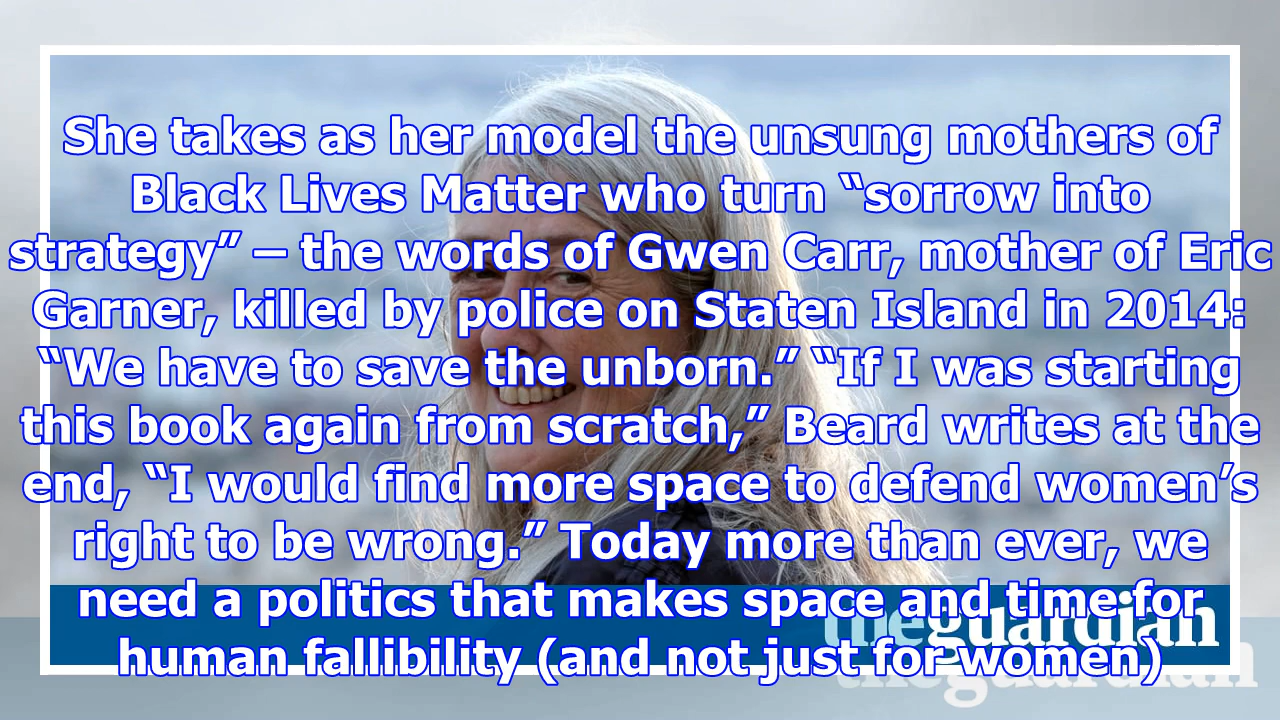 She takes as her model the unsung mothers of
Black Lives Matter who turn “sorrow into
strategy” – the words of Gwen Carr, mother of Eric
Garner, killed by police on Staten Island in 2014:
“We have to save the unborn.” “If I was starting
this book again from scratch,” Beard writes at the
end, “I would find more space to defend women’s
right to be wrong.” Today more than ever, we
need a politics that makes space and time for
human fallibility (and not just for women)
theguardian
theguardian